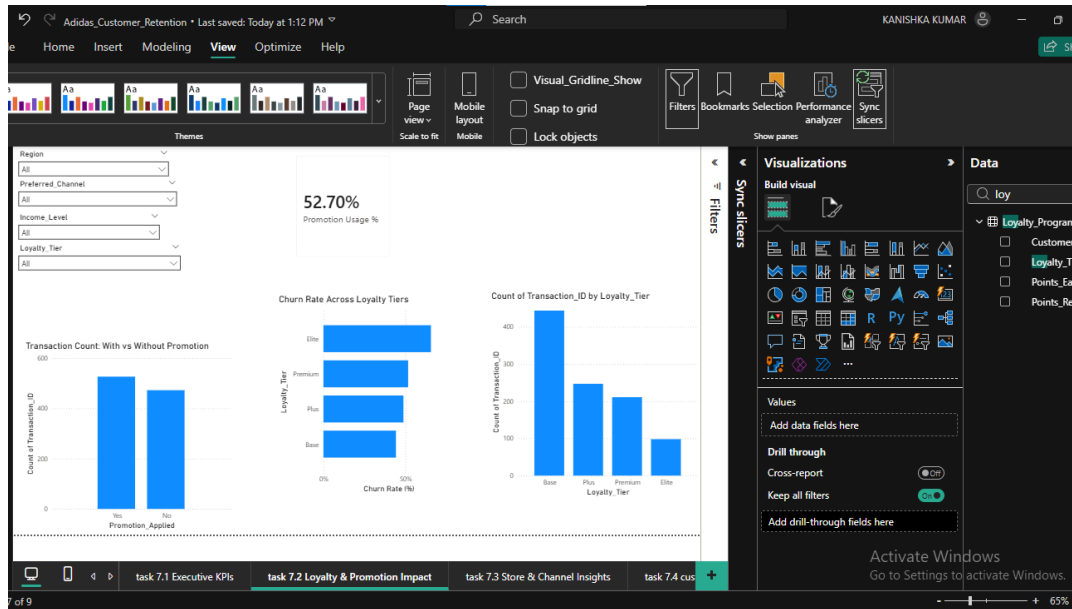 Adidas_Customer_Retention • Last saved: Today at 1:12 PM
Search
KANISHKA KUMAR
Home Insert Modeling View Optimize Help
Aa Aa Aa Aa Aa
Themes
Page view
Scale to fit
Mobile layout
Mobile
Visual_Gridline_Show
Snap to grid
Lock objects
Filters Bookmarks Selection Performance analyzer Sync slicers
Show panes
Region
All
Preferred_Channel
All
Income_Level
All
Loyalty_Tier
All
52.70%
Promotion Usage %
Transaction Count: With vs Without Promotion
600
400
200
0
Count of Transaction_ID
Yes No
Promotion_Applied
Churn Rate Across Loyalty Tiers
Loyalty_Tier
Elite
Premium
Plus
Base
0% 50%
Churn Rate (%)
Count of Transaction_ID by Loyalty_Tier
400
300
200
100
0
Count of Transaction_ID
Base Plus Premium Elite
Loyalty_Tier
Filters
Sync slicers
Visualizations
Build visual
R Py
123
Values
Add data fields here
Drill through
Cross-report
Off
Keep all filters
On
Add drill-through fields here
Data
loy
Loyalty_Program
Customer
Loyalty_T
Points_Ea
Points_Re
Activate Windows
Go to Settings to activate Windows.
task 7.1 Executive KPIs
task 7.2 Loyalty & Promotion Impact
task 7.3 Store & Channel Insights
task 7.4 cus
+
7 of 9
- + 65%